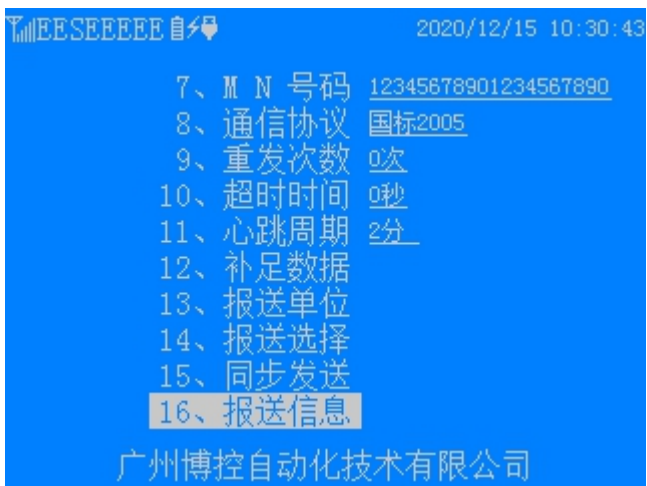 EESEEEEE 2020/12/15 10:30:43
7、M N 号码 12345678901234567890
8、通信协议 国标2005
9、重发次数 0次
10、超时时间 0秒
11、心跳周期 2分
12、补足数据
13、报送单位
14、报送选择
15、同步发送
16、报送信息
广州博控自动化技术有限公司